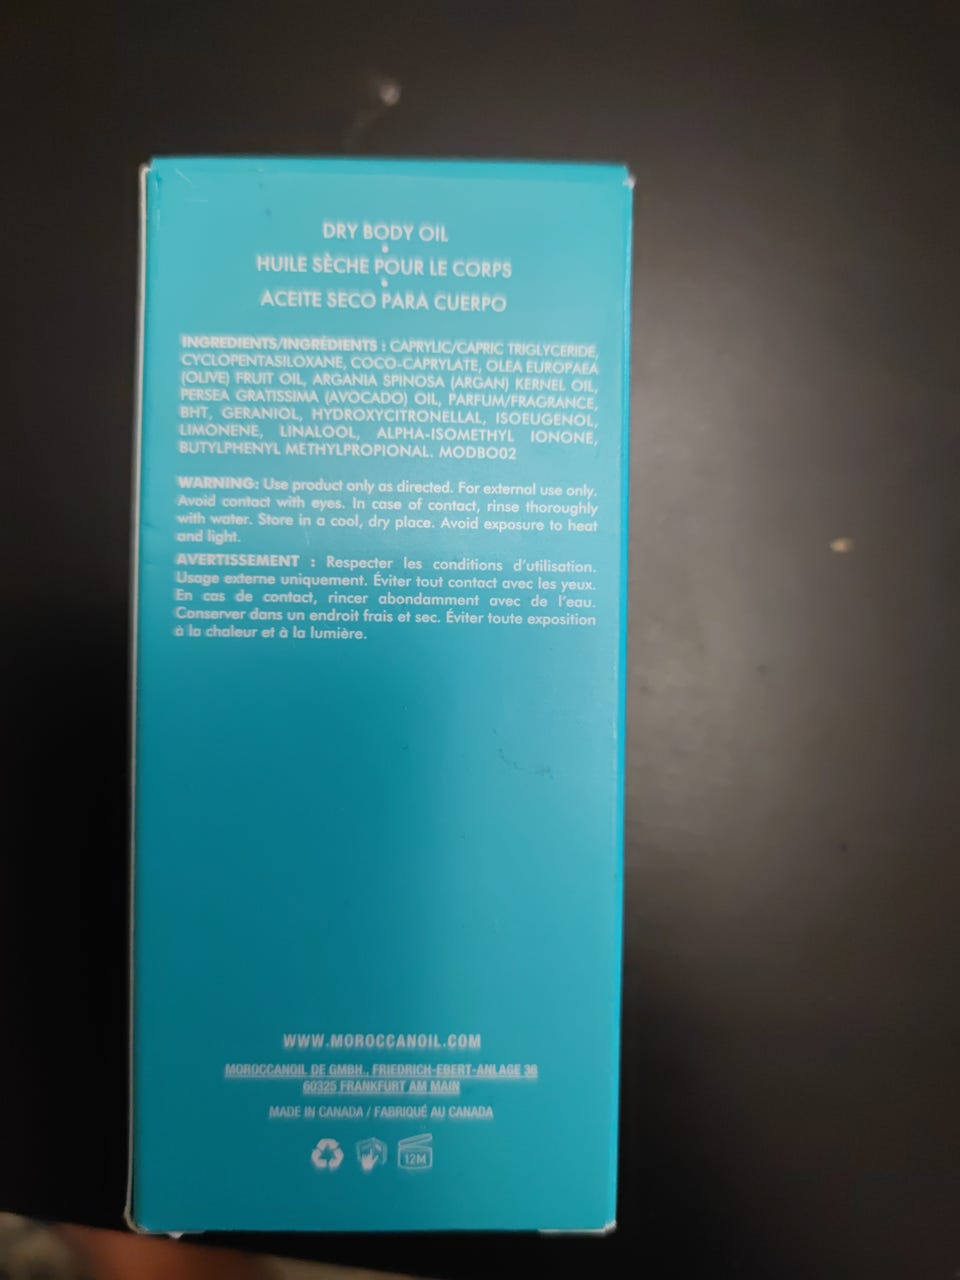 DRY BODY OIL
•
HUILE SÈCHE POUR LE CORPS
•
ACEITE SECO PARA CUERPO
INGREDIENTS/INGRÉDIENTS : CAPRYLIC/CAPRIC TRIGLYCERIDE,
CYCLOPENTASILOXANE, COCO-CAPRYLATE, OLEA EUROPAEA
(OLIVE) FRUIT OIL, ARGANIA SPINOSA (ARGAN) KERNEL OIL,
PERSEA GRATISSIMA (AVOCADO) OIL, PARFUM/FRAGRANCE,
BHT, GERANIOL, HYDROXYCITRONELLAL, ISOEUGENOL,
LIMONENE, LINALOOL, ALPHA-ISOMETHYL IONONE,
BUTYLPHENYL METHYLPROPIONAL. MODBO02
WARNING: Use product only as directed. For external use only.
Avoid contact with eyes. In case of contact, rinse thoroughly
with water. Store in a cool, dry place. Avoid exposure to heat
and light.
AVERTISSEMENT : Respecter les conditions d'utilisation.
Usage externe uniquement. Éviter tout contact avec les yeux.
En cas de contact, rincer abondamment avec de l'eau.
Conserver dans un endroit frais et sec. Éviter toute exposition
à la chaleur et à la lumière.
WWW.MOROCCANOIL.COM
MOROCCANOIL DE GMBH., FRIEDRICH-EBERT-ANLAGE 36
60325 FRANKFURT AM MAIN
MADE IN CANADA / FABRIQUÉ AU CANADA
12M